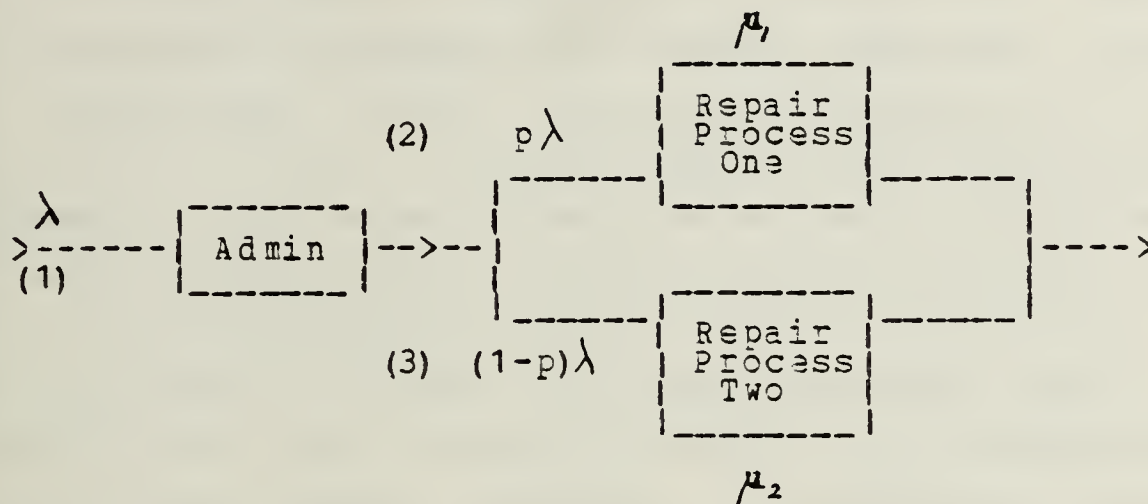 μ₁
Repair
Process
One
(2) pλ
λ
(1)
Admin
(3) (1-p)λ
Repair
Process
Two
μ₂